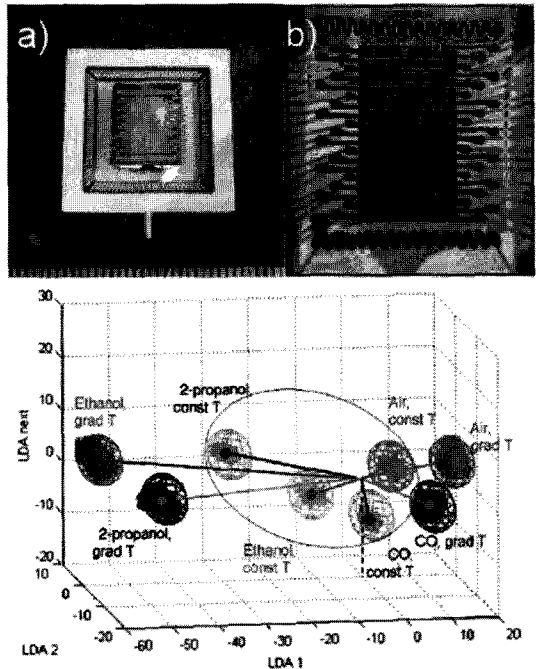 a)
b)
30
20
10
0
-10
-20
LDA next
Ethanol,
grad T
2-propanol,
const T
Air,
const T
Air,
grad T
2-propanol,
grad T
Ethanol,
const T
CO,
const T
CO, grad T
10
0
-10
-20
LDA 2
-60
-50
-40
-30
-20
-10
0
10
20
LDA 1